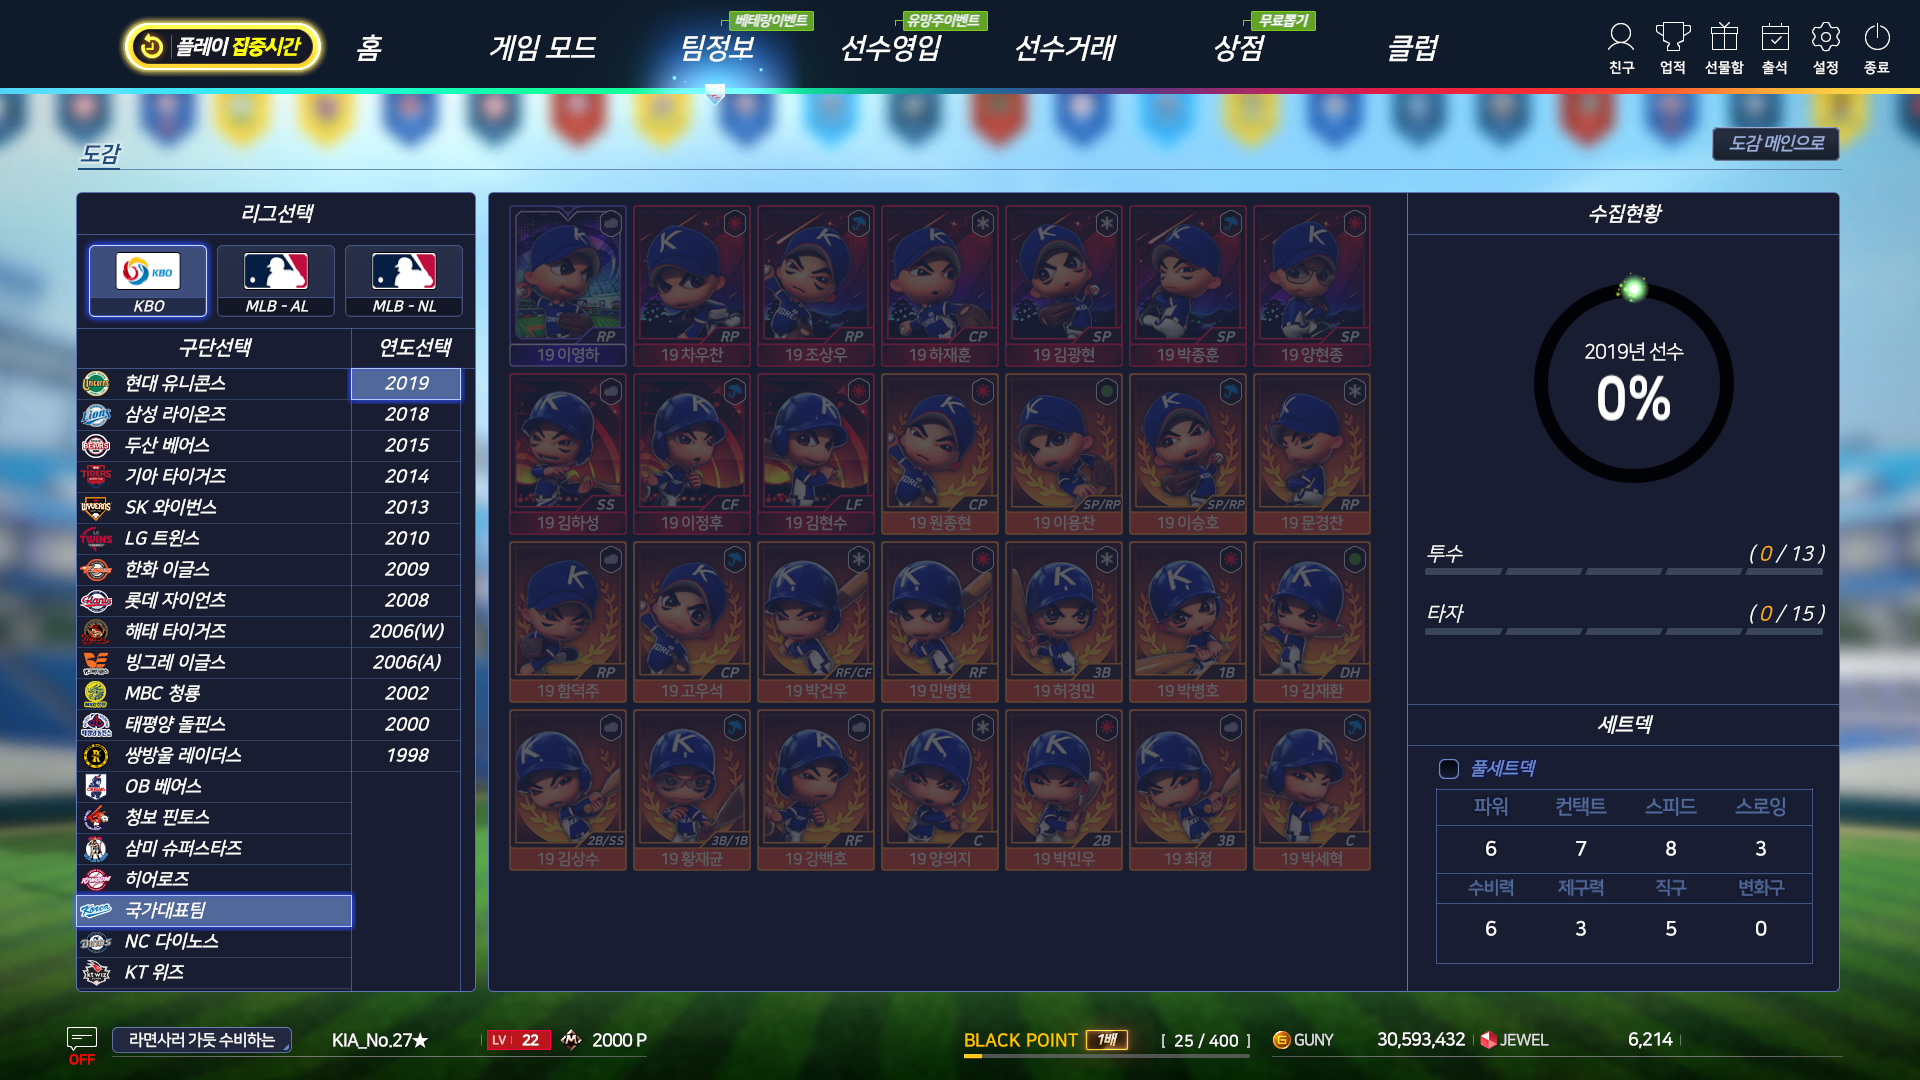 플레이 집중시간
홈
게임 모드
베테랑이벤트
팀정보
유망주이벤트
선수영입
선수거래
무료뽑기
상점
클럽
친구
업적
선물함
출석
설정
종료
도감
도감 메인으로
리그선택
KBO
KBO
MLB - AL
MLB - NL
구단선택
연도선택
현대 유니콘스
삼성 라이온즈
두산 베어스
기아 타이거즈
SK 와이번스
LG 트윈스
한화 이글스
롯데 자이언츠
해태 타이거즈
빙그레 이글스
MBC 청룡
태평양 돌핀스
쌍방울 레이더스
OB 베어스
청보 핀토스
삼미 슈퍼스타즈
히어로즈
국가대표팀
NC 다이노스
KT 위즈
2019
2018
2015
2014
2013
2010
2009
2008
2006(W)
2006(A)
2002
2000
1998
RP
RP
RP
CP
SP
SP
SP
19 이영하
19 차우찬
19 조상우
19 하재훈
19 김광현
19 박종훈
19 양현종
SS
CF
LF
CP
SP/RP
SP/RP
RP
19 김하성
19 이정후
19 김현수
19 원종현
19 이용찬
19 이승호
19 문경찬
RP
CP
RF/CF
RF
3B
1B
DH
19 함덕주
19 고우석
19 박건우
19 민병헌
19 허경민
19 박병호
19 김재환
2B/SS
3B/1B
RF
C
2B
3B
C
19 김상수
19 황재균
19 강백호
19 양의지
19 박민우
19 최정
19 박세혁
수집현황
2019년 선수
0%
투수 ( 0 / 13 )
타자 ( 0 / 15 )
세트덱
풀세트덱
파워 컨택트 스피드 스로잉
6 7 8 3
수비력 제구력 직구 변화구
6 3 5 0
OFF
라면사러 가듯 수비하는
KIA_No.27★
LV 22
M
2000 P
BLACK POINT 1배 [ 25 / 400 ]
G GUNY 30,593,432
JEWEL 6,214